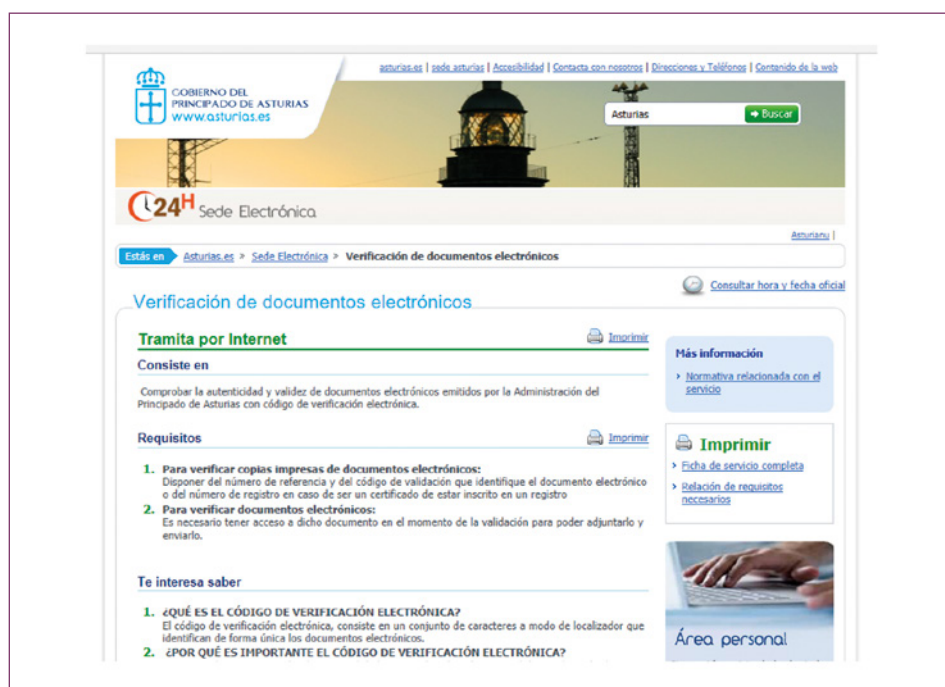 asturias.es | sede asturias | Accesibilidad | Contacta con nosotros | Direcciones y Teléfonos | Contenido de la web
GOBIERNO DEL
PRINCIPADO DE ASTURIAS
www.asturias.es
Asturias
Buscar
24H Sede Electrónica
Asturianu |
Estás en Asturias.es » Sede Electrónica » Verificación de documentos electrónicos
Consultar hora y fecha oficial
Verificación de documentos electrónicos
Tramita por Internet
Imprimir
Consiste en
Comprobar la autenticidad y validez de documentos electrónicos emitidos por la Administración del
Principado de Asturias con código de verificación electrónica.
Requisitos
Imprimir
1. Para verificar copias impresas de documentos electrónicos:
Disponer del número de referencia y del código de validación que identifique el documento electrónico
o del número de registro en caso de ser un certificado de estar inscrito en un registro
2. Para verificar documentos electrónicos:
Es necesario tener acceso a dicho documento en el momento de la validación para poder adjuntarlo y
enviarlo.
Te interesa saber
1. ¿QUÉ ES EL CÓDIGO DE VERIFICACIÓN ELECTRÓNICA?
El código de verificación electrónica, consiste en un conjunto de caracteres a modo de localizador que
identifican de forma única los documentos electrónicos.
2. ¿POR QUÉ ES IMPORTANTE EL CÓDIGO DE VERIFICACIÓN ELECTRÓNICA?
Más información
Normativa relacionada con el
servicio
Imprimir
Ficha de servicio completa
Relación de requisitos
necesarios
Área personal